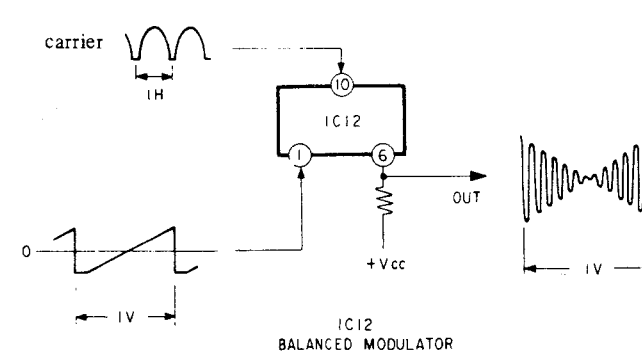 carrier
1H
10
IC12
1
6
OUT
+Vcc
0
1V
1V
IC12
BALANCED MODULATOR